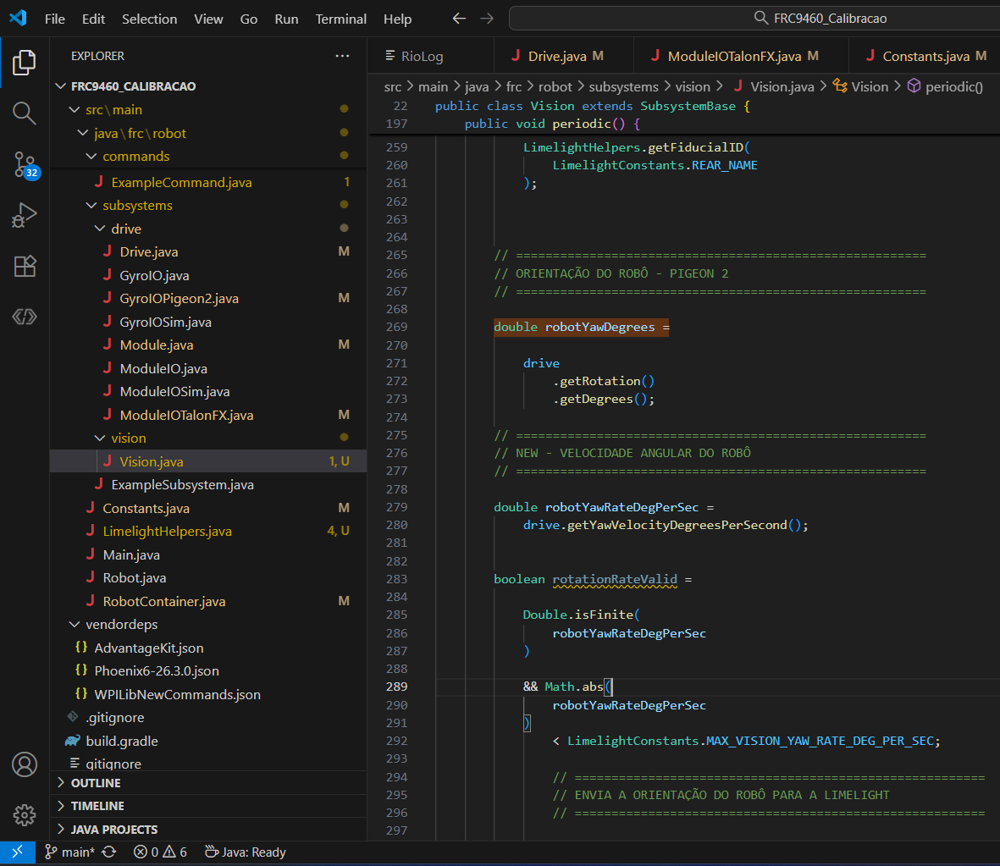 File Edit Selection View Go Run Terminal Help
FRC9460_Calibracao
EXPLORER
FRC9460_CALIBRACAO
src\main
java\frc\robot
commands
ExampleCommand.java 1
subsystems
drive
Drive.java M
GyroIO.java
GyroIOPigeon2.java M
GyroIOSim.java
Module.java M
ModuleIO.java
ModuleIOSim.java
ModuleIOTalonFX.java M
vision
Vision.java 1, U
ExampleSubsystem.java
Constants.java M
LimelightHelpers.java 4, U
Main.java
Robot.java
RobotContainer.java M
vendordeps
{} AdvantageKit.json
{} Phoenix6-26.3.0.json
{} WPILibNewCommands.json
.gitignore
build.gradle
gitignore
OUTLINE
TIMELINE
JAVA PROJECTS
32
RioLog
J Drive.java M
J ModuleIOTalonFX.java M
J Constants.java M
src > main > java > frc > robot > subsystems > vision > J Vision.java > Vision > periodic()
22 public class Vision extends SubsystemBase {
197 public void periodic() {
259 LimelightHelpers.getFiducialID(
260 LimelightConstants.REAR_NAME
261 );
262
263
264
265 // ========================================================
266 // ORIENTAÇÃO DO ROBÔ - PIGEON 2
267 // ========================================================
268
269 double robotYawDegrees =
270
271 drive
272 .getRotation()
273 .getDegrees();
274
275 // ========================================================
276 // NEW - VELOCIDADE ANGULAR DO ROBÔ
277 // ========================================================
278
279 double robotYawRateDegPerSec =
280 drive.getYawVelocityDegreesPerSecond();
281
282
283 boolean rotationRateValid =
284
285 Double.isFinite(
286 robotYawRateDegPerSec
287 )
288
289 && Math.abs(
290 robotYawRateDegPerSec
291 )
292 < LimelightConstants.MAX_VISION_YAW_RATE_DEG_PER_SEC;
293
294 // ========================================================
295 // ENVIA A ORIENTAÇÃO DO ROBÔ PARA A LIMELIGHT
296 // ========================================================
297
main* 0 6 Java: Ready